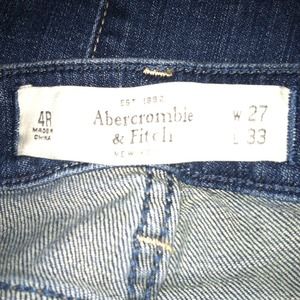 EST 1892
4R
MADE IN
CHINA
Abercrombie
& Fitch
NEW YORK
W 27
L 33